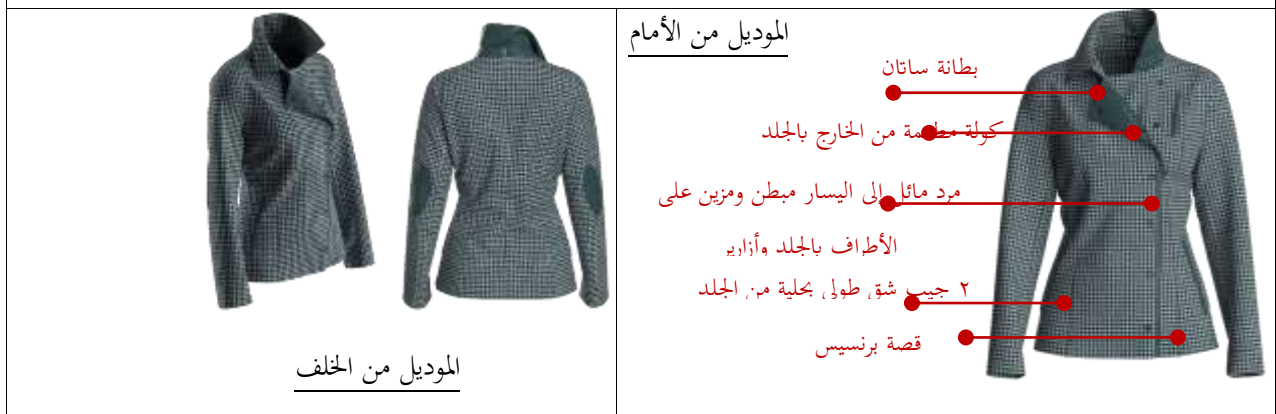 الموديل من الأمام
بطانة ساتان
كولة مطعمة من الخارج بالجلد
مرد مائل إلى اليسار مبطن ومزين على
الأطراف بالجلد وأزارير
٢ جيب شق طولي بحلية من الجلد
قصة برنسيس
الموديل من الخلف